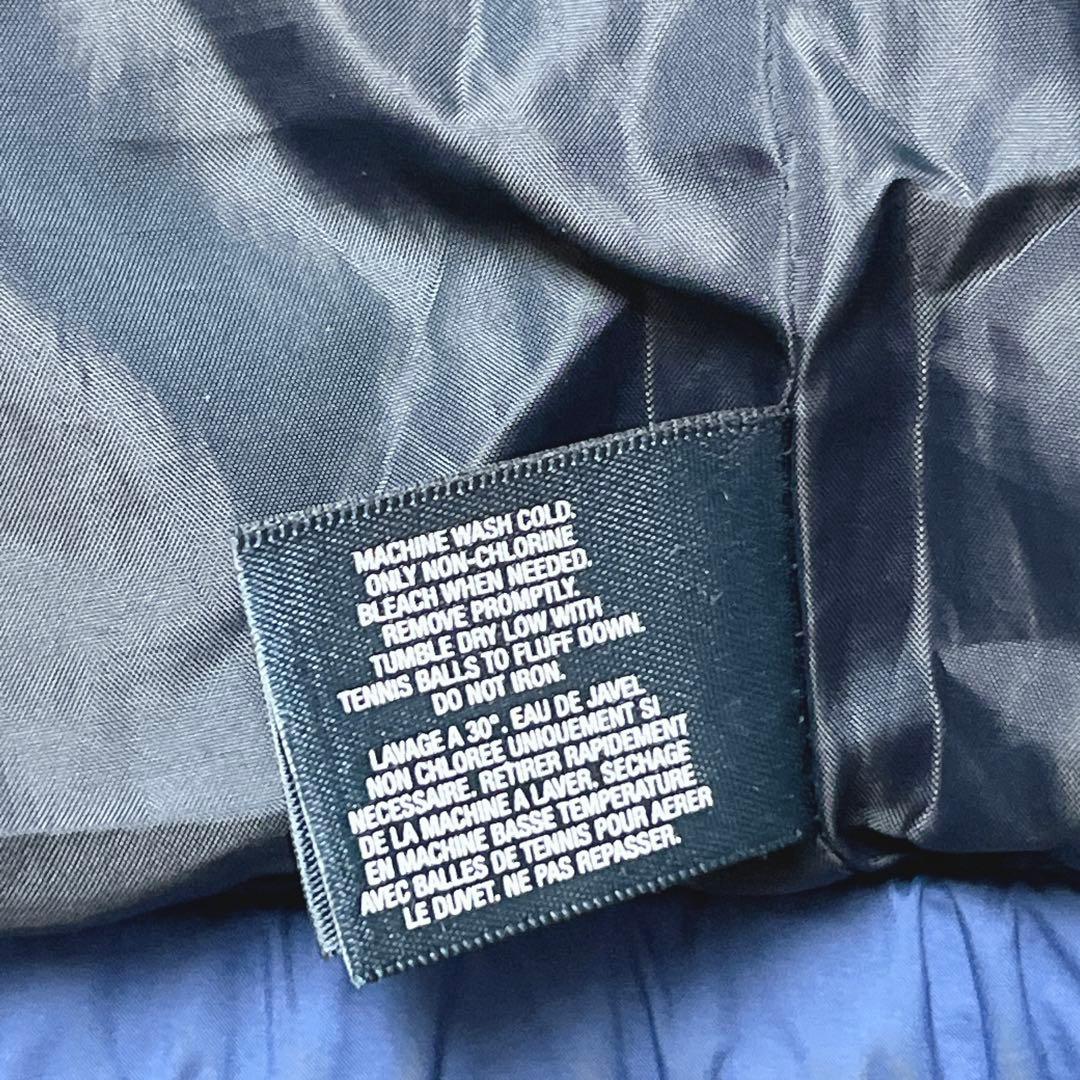 MACHINE WASH COLD.
ONLY NON-CHLORINE
BLEACH WHEN NEEDED.
REMOVE PROMPTLY.
TUMBLE DRY LOW WITH
TENNIS BALLS TO FLUFF DOWN.
DO NOT IRON.
LAVAGE A 30°. EAU DE JAVEL
NON CHLOREE UNIQUEMENT SI
NECESSAIRE. RETIRER RAPIDEMENT
DE LA MACHINE A LAVER. SECHAGE
EN MACHINE BASSE TEMPERATURE
AVEC BALLES DE TENNIS POUR AERER
LE DUVET. NE PAS REPASSER.